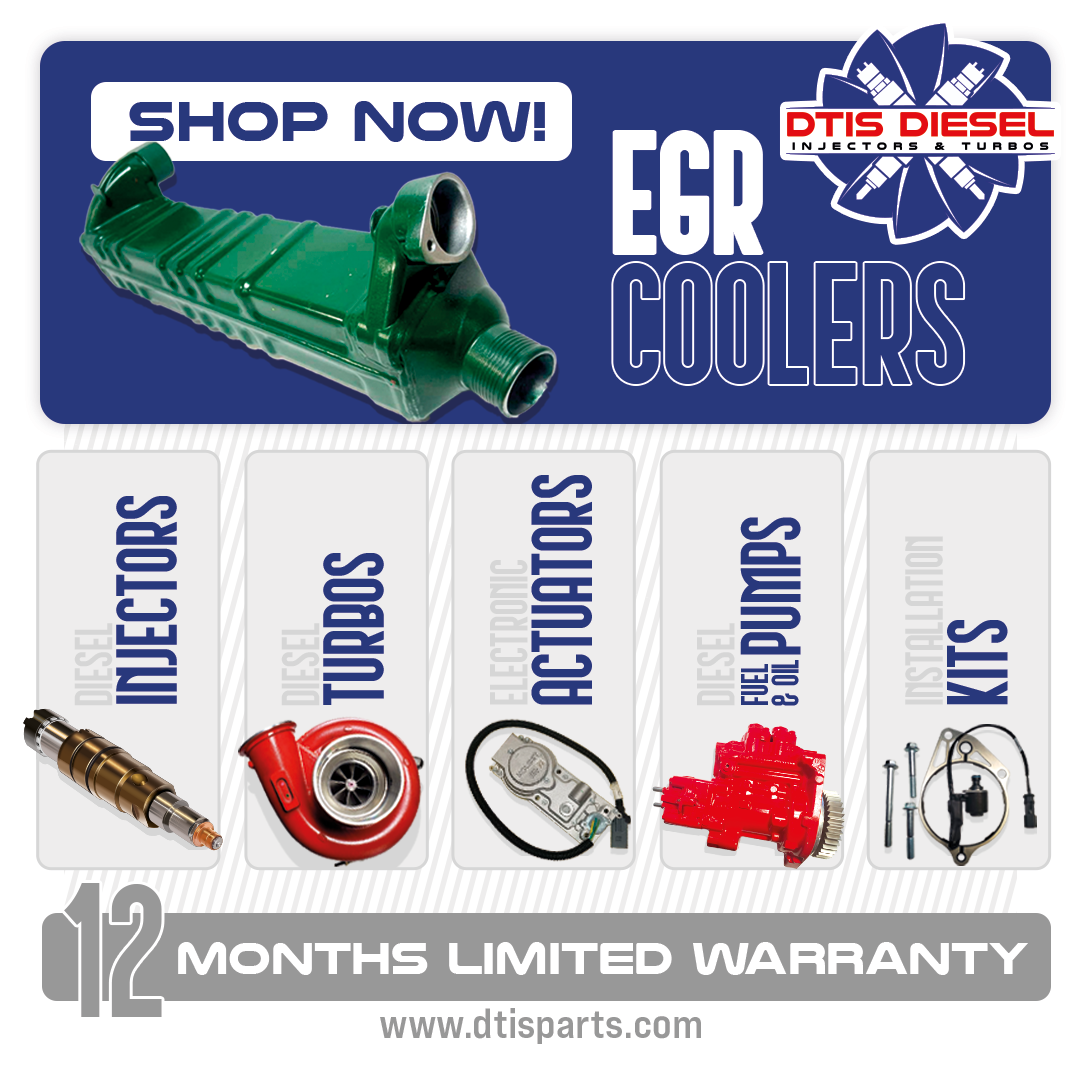 SHOP NOW!
DTIS DIESEL
INJECTORS & TURBOS
EGR
COOLERS
DIESEL
INJECTORS
DIESEL
TURBOS
ELECTRONIC
ACTUATORS
DIESEL
FUEL
& OIL
PUMPS
INSTALLATION
KITS
12
MONTHS LIMITED WARRANTY
www.dtisparts.com